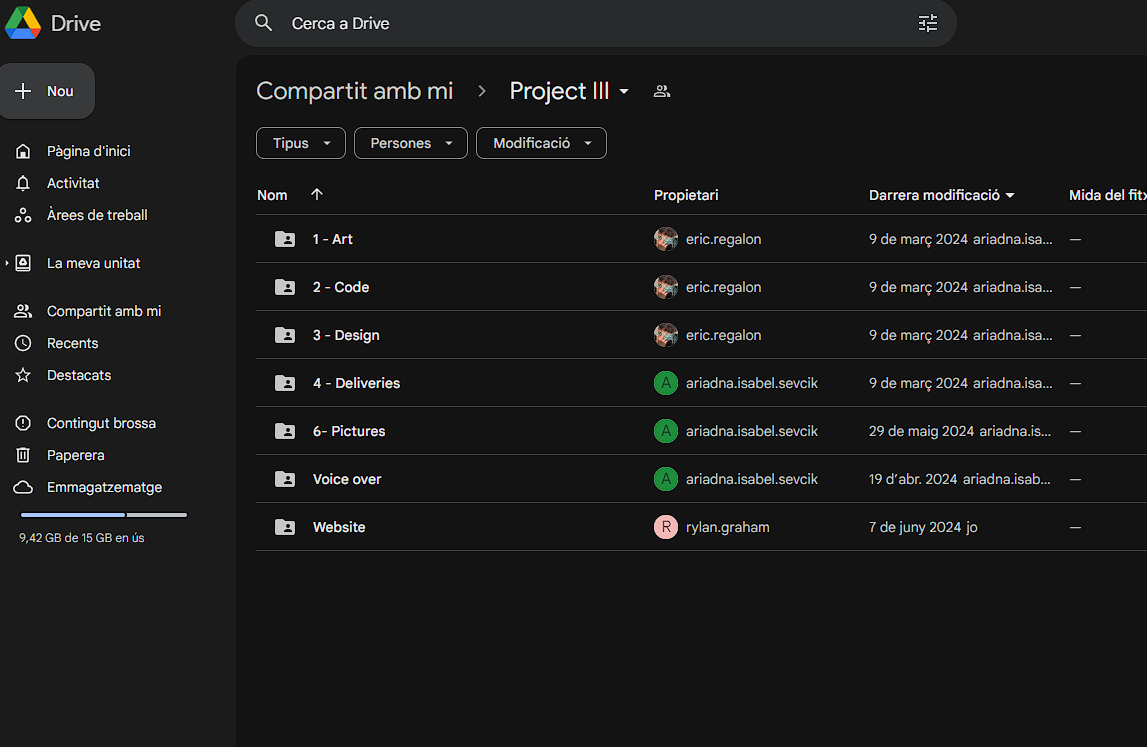 Drive
Cerca a Drive
Nou
Pàgina d'inici
Activitat
Àrees de treball
La meva unitat
Compartit amb mi
Recents
Destacats
Contingut brossa
Paperera
Emmagatzematge
9,42 GB de 15 GB en ús
Compartit amb mi > Project III
Tipus Persones Modificació
Nom Propietari Darrera modificació Mida del fitx
1 - Art eric.regalon 9 de març 2024 ariadna.isa... —
2 - Code eric.regalon 9 de març 2024 ariadna.isa... —
3 - Design eric.regalon 9 de març 2024 ariadna.isa... —
4 - Deliveries A ariadna.isabel.sevcik 9 de març 2024 ariadna.isa... —
6- Pictures A ariadna.isabel.sevcik 29 de maig 2024 ariadna.is... —
Voice over A ariadna.isabel.sevcik 19 d’abr. 2024 ariadna.isab... —
Website R rylan.graham 7 de juny 2024 jo —